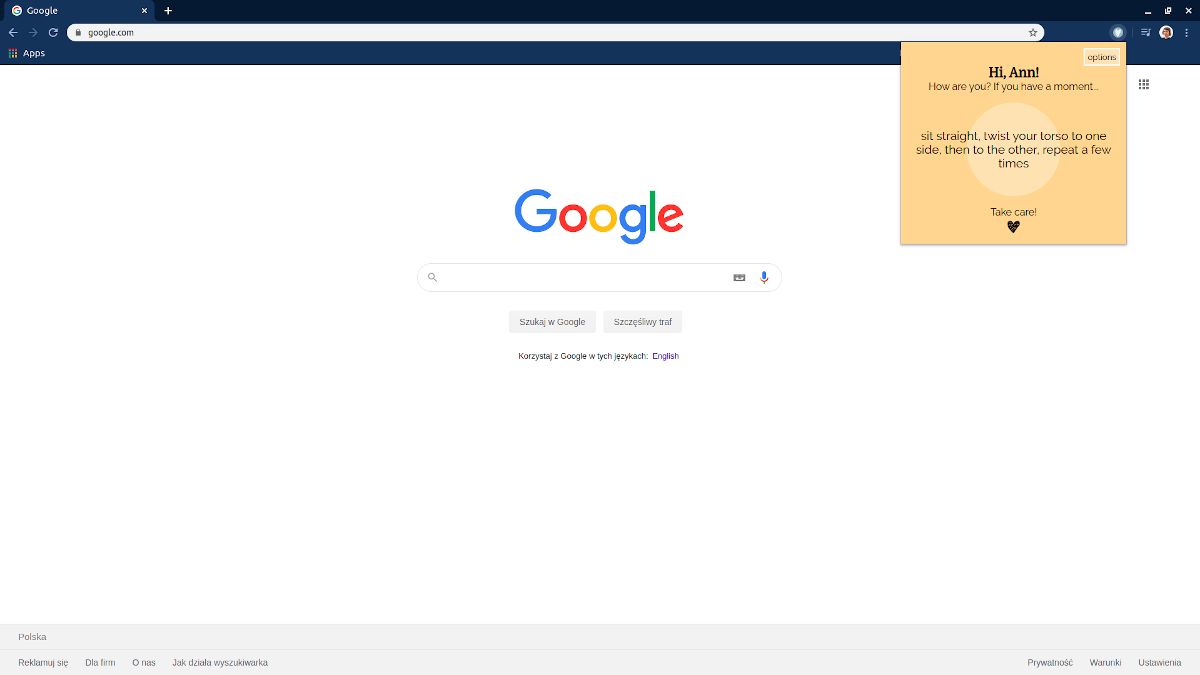 Google
google.com
Apps
options
Hi, Ann!
How are you? If you have a moment...
sit straight, twist your torso to one
side, then to the other, repeat a few
times
Take care!
Google
Szukaj w Google
Szczęśliwy traf
Korzystaj z Google w tych językach: English
Polska
Reklamuj się Dla firm O nas Jak działa wyszukiwarka
Prywatność Warunki Ustawienia